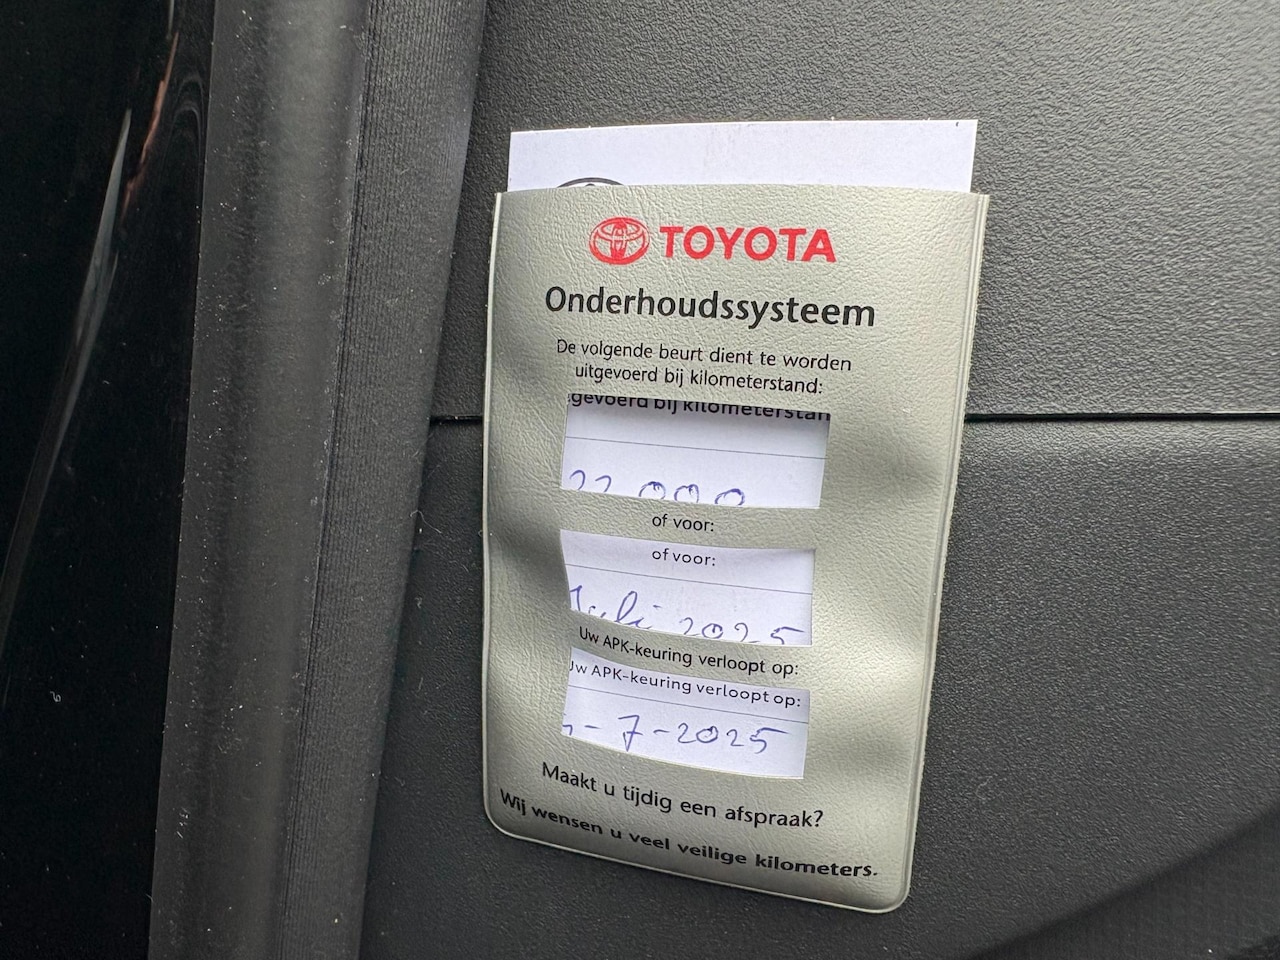 TOYOTA
Onderhoudssysteem
De volgende beurt dient te worden
uitgevoerd bij kilometerstand:
of voor:
of voor:
Juli 2025
Uw APK-keuring verloopt op:
Uw APK-keuring verloopt op:
-7-2025
Maakt u tijdig een afspraak?
Wij wensen u veel veilige kilometers.